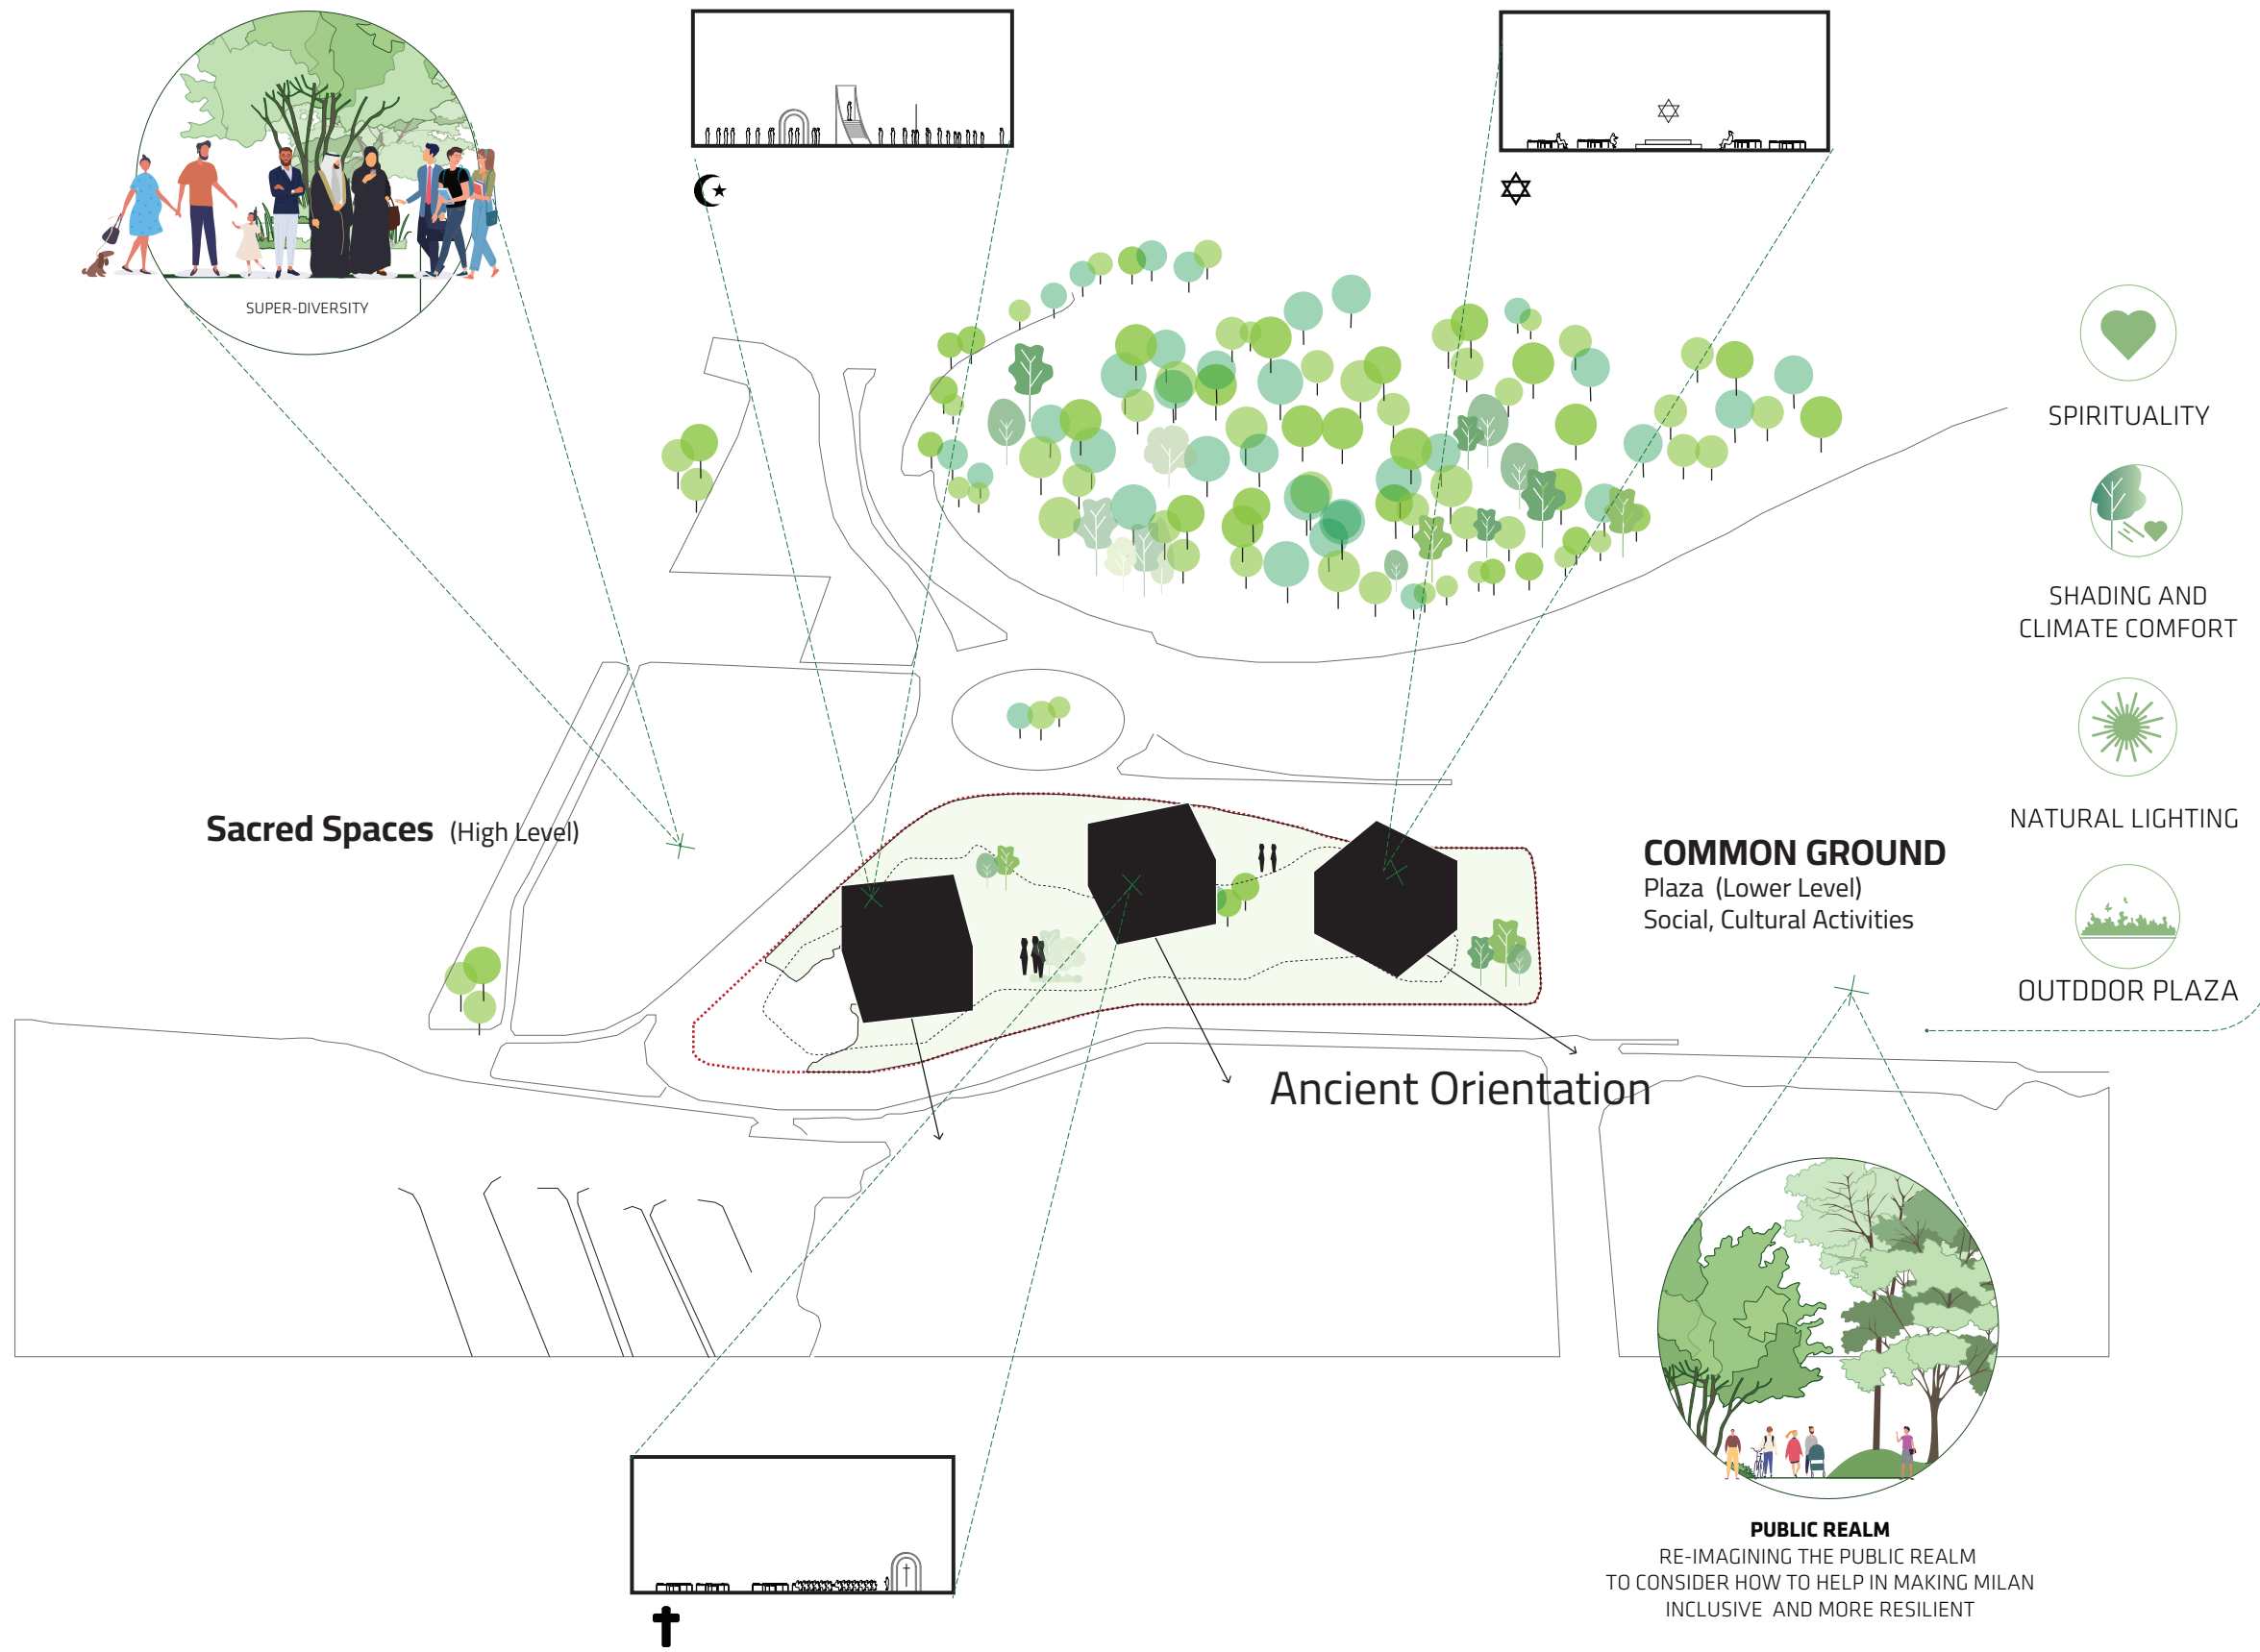 SUPER-DIVERSITY
SPIRITUALITY
SHADING AND
CLIMATE COMFORT
NATURAL LIGHTING
OUTDDOR PLAZA
Sacred Spaces (High Level)
COMMON GROUND
Plaza (Lower Level)
Social, Cultural Activities
Ancient Orientation
PUBLIC REALM
RE-IMAGINING THE PUBLIC REALM
TO CONSIDER HOW TO HELP IN MAKING MILAN
INCLUSIVE AND MORE RESILIENT